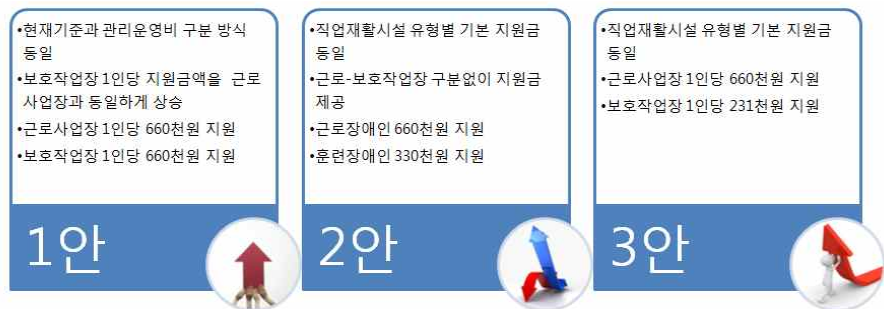 •현재기준과 관리운영비 구분 방식
동일
•보호작업장 1인당 지원금액을 근로
사업장과 동일하게 상승
•근로사업장 1인당 660천원 지원
•보호작업장 1인당 660천원 지원
1안
•직업재활시설 유형별 기본 지원금
동일
•근로-보호작업장 구분없이 지원금
제공
•근로장애인 660천원 지원
•훈련장애인 330천원 지원
2안
•직업재활시설 유형별 기본 지원금
동일
•근로사업장 1인당 660천원 지원
•보호작업장 1인당 231천원 지원
3안